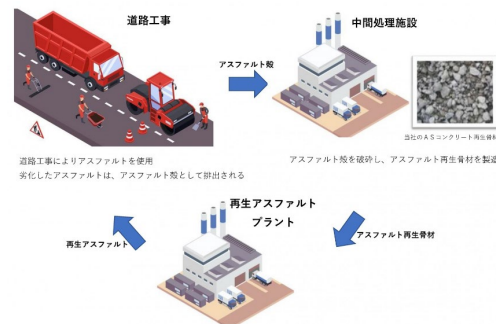 道路工事
中間処理施設
アスファルト殻
当社のASコンクリート再生骨材
道路工事によりアスファルトを使用
劣化したアスファルトは、アスファルト殻として排出される
アスファルト殻を破砕し、アスファルト再生骨材を製造
再生アスファルト
プラント
再生アスファルト
アスファルト再生骨材